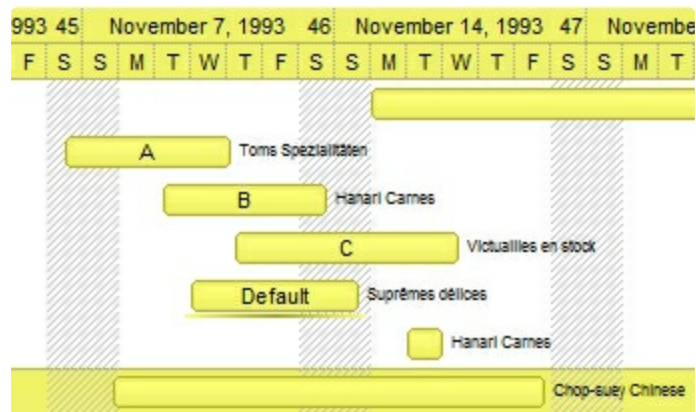 993 45 November 7, 1993 46 November 14, 1993 47 Novembe
F S S M T W T F S S M T W T F S S M T
A Toms Spezialitäten
B Hanari Carnes
C Victuailles en stock
Default Suprêmes délices
Hanari Carnes
Chop-suey Chinese